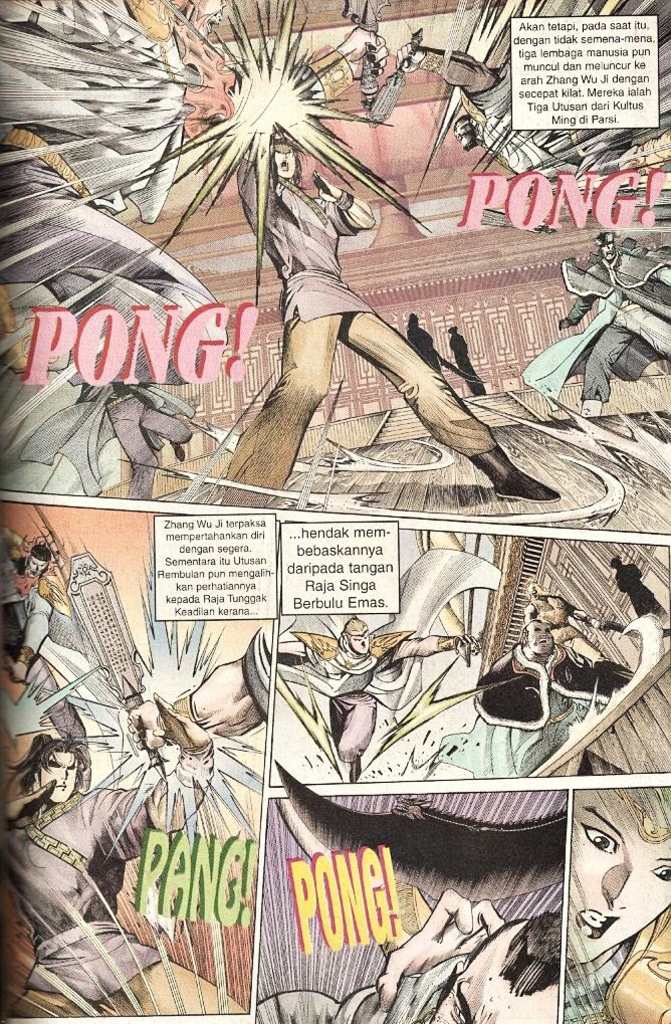 Akan tetapi, pada saat itu,
dengan tidak semena-mena,
tiga lembaga manusia pun
muncul dan meluncur ke
arah Zhang Wu Ji dengan
secepat kilat. Mereka ialah
Tiga Utusan dari Kultus
Ming di Parsi.
PONG!
PONG!
Zhang Wu Ji terpaksa
mempertahankan diri
dengan segera.
Sementara itu Utusan
Rembulan pun mengalih-
kan perhatiannya
kepada Raja Tunggak
Keadilan kerana...
...hendak mem-
bebaskannya
daripada tangan
Raja Singa
Berbulu Emas.
PANG!
PONG!